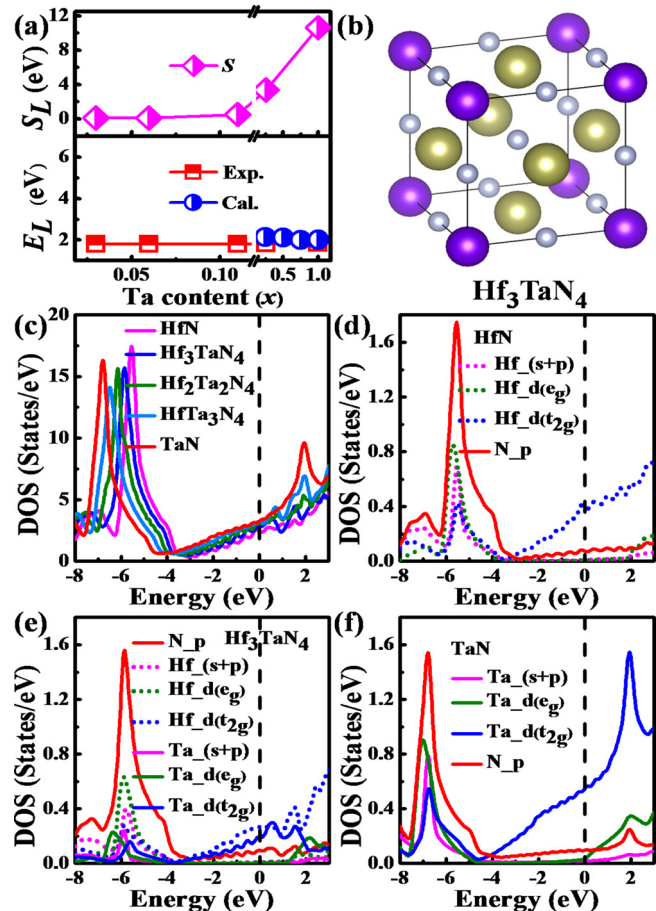 (a)
12
8
4
0
S_L (eV)
S
6
4
2
E_L (eV)
Exp.
Cal.
0.05 0.10 0.5 1.0
Ta content (x)
(b)
Hf3TaN4
(c)
20
15
10
5
0
DOS (States/eV)
HfN
Hf3TaN4
Hf2Ta2N4
HfTa3N4
TaN
-8 -6 -4 -2 0 2
Energy (eV)
(d)
1.6
1.2
0.8
0.4
0.0
DOS (States/eV)
HfN
Hf_(s+p)
Hf_d(eg)
Hf_d(t2g)
N_p
-8 -6 -4 -2 0 2
Energy (eV)
(e)
1.6
1.2
0.8
0.4
0.0
DOS (States/eV)
N_p Hf3TaN4
Hf_(s+p)
Hf_d(eg)
Hf_d(t2g)
Ta_(s+p)
Ta_d(eg)
Ta_d(t2g)
-8 -6 -4 -2 0 2
Energy (eV)
(f)
1.6
1.2
0.8
0.4
0.0
DOS (States/eV)
TaN
Ta_(s+p)
Ta_d(eg)
Ta_d(t2g)
N_p
-8 -6 -4 -2 0 2
Energy (eV)